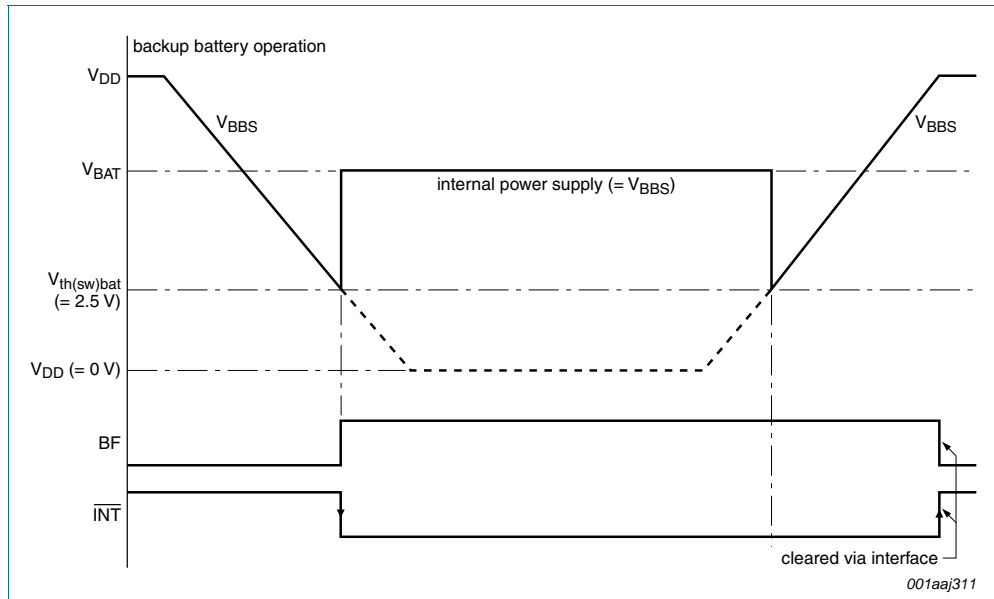 backup battery operation
VDD
VBBS
VBBS
VBAT
internal power supply (= VBBS)
Vth(sw)bat
(= 2.5 V)
VDD (= 0 V)
BF
INT
cleared via interface
001aaj311